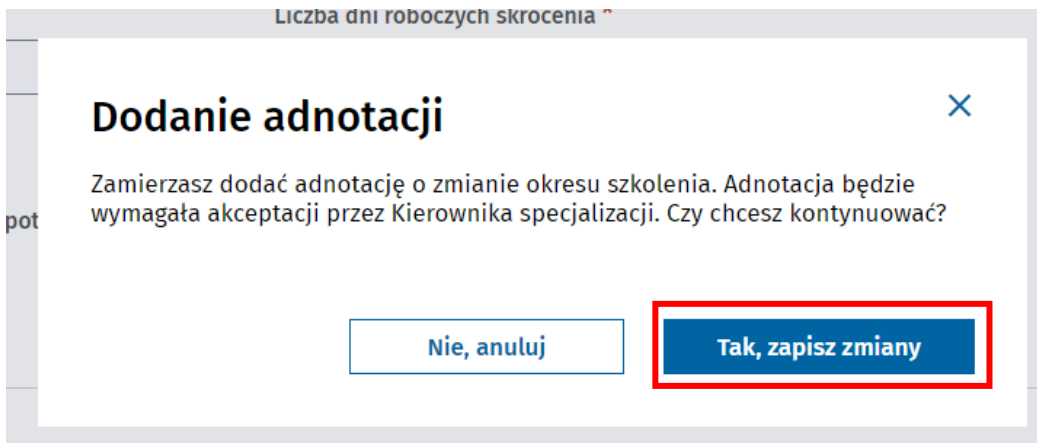 Liczba dni roboczych skrócenia *
Dodanie adnotacji
Zamierzasz dodać adnotację o zmianie okresu szkolenia. Adnotacja będzie
wymagała akceptacji przez Kierownika specjalizacji. Czy chcesz kontynuować?
pot
Nie, anuluj
Tak, zapisz zmiany